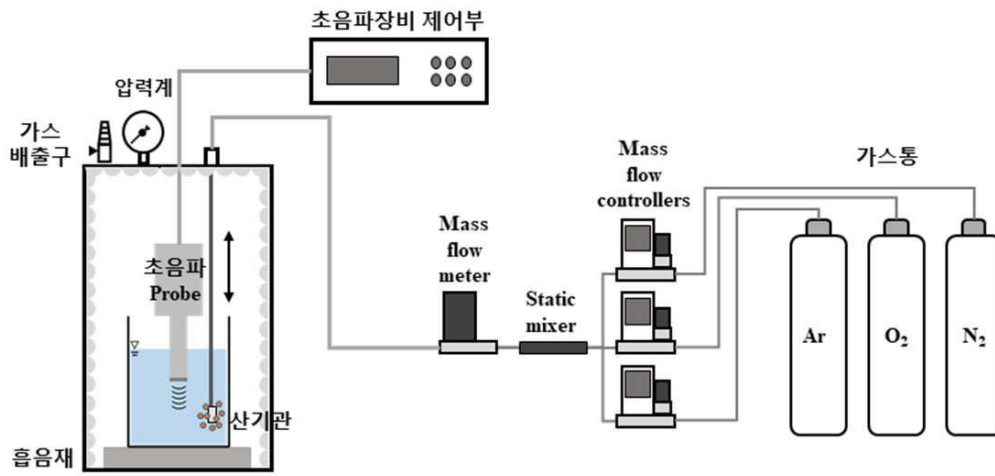 초음파장비 제어부
압력계
가스
배출구
초음파
Probe
산기관
흡음재
Mass
flow
meter
Static
mixer
Mass
flow
controllers
가스통
Ar
O₂
N₂